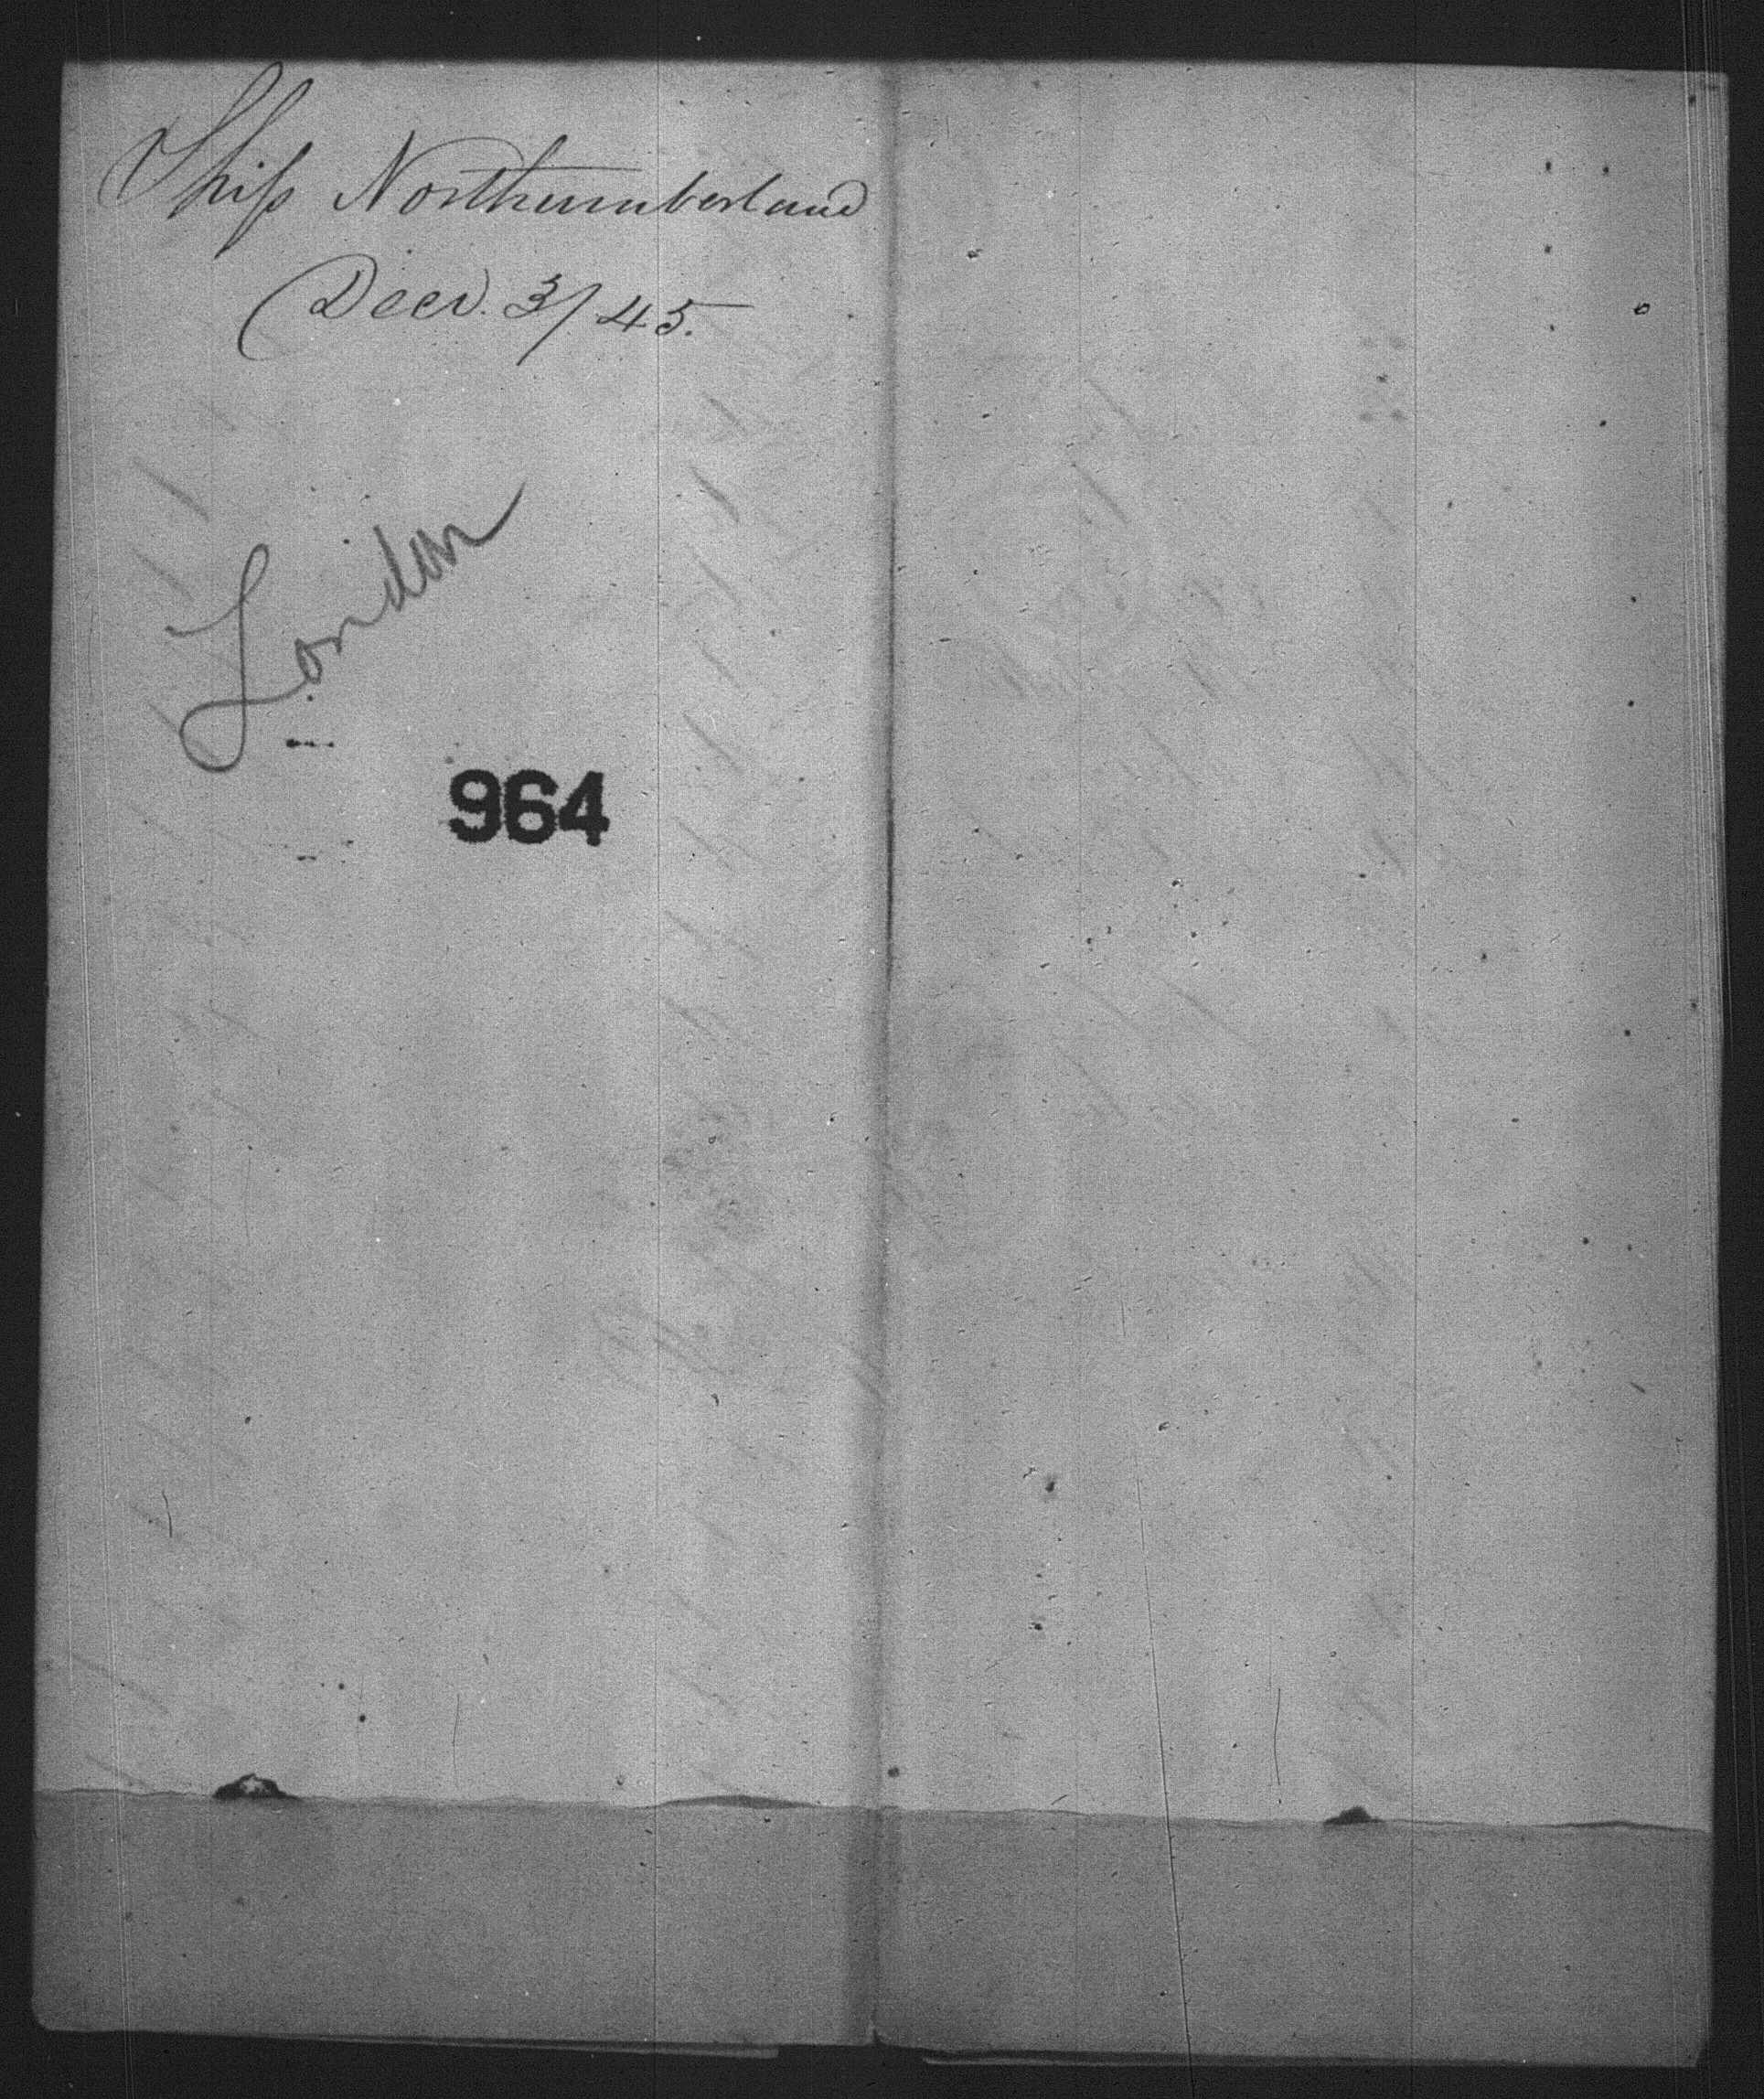 Ship Northumberland
Decr. 3/45.
London
964